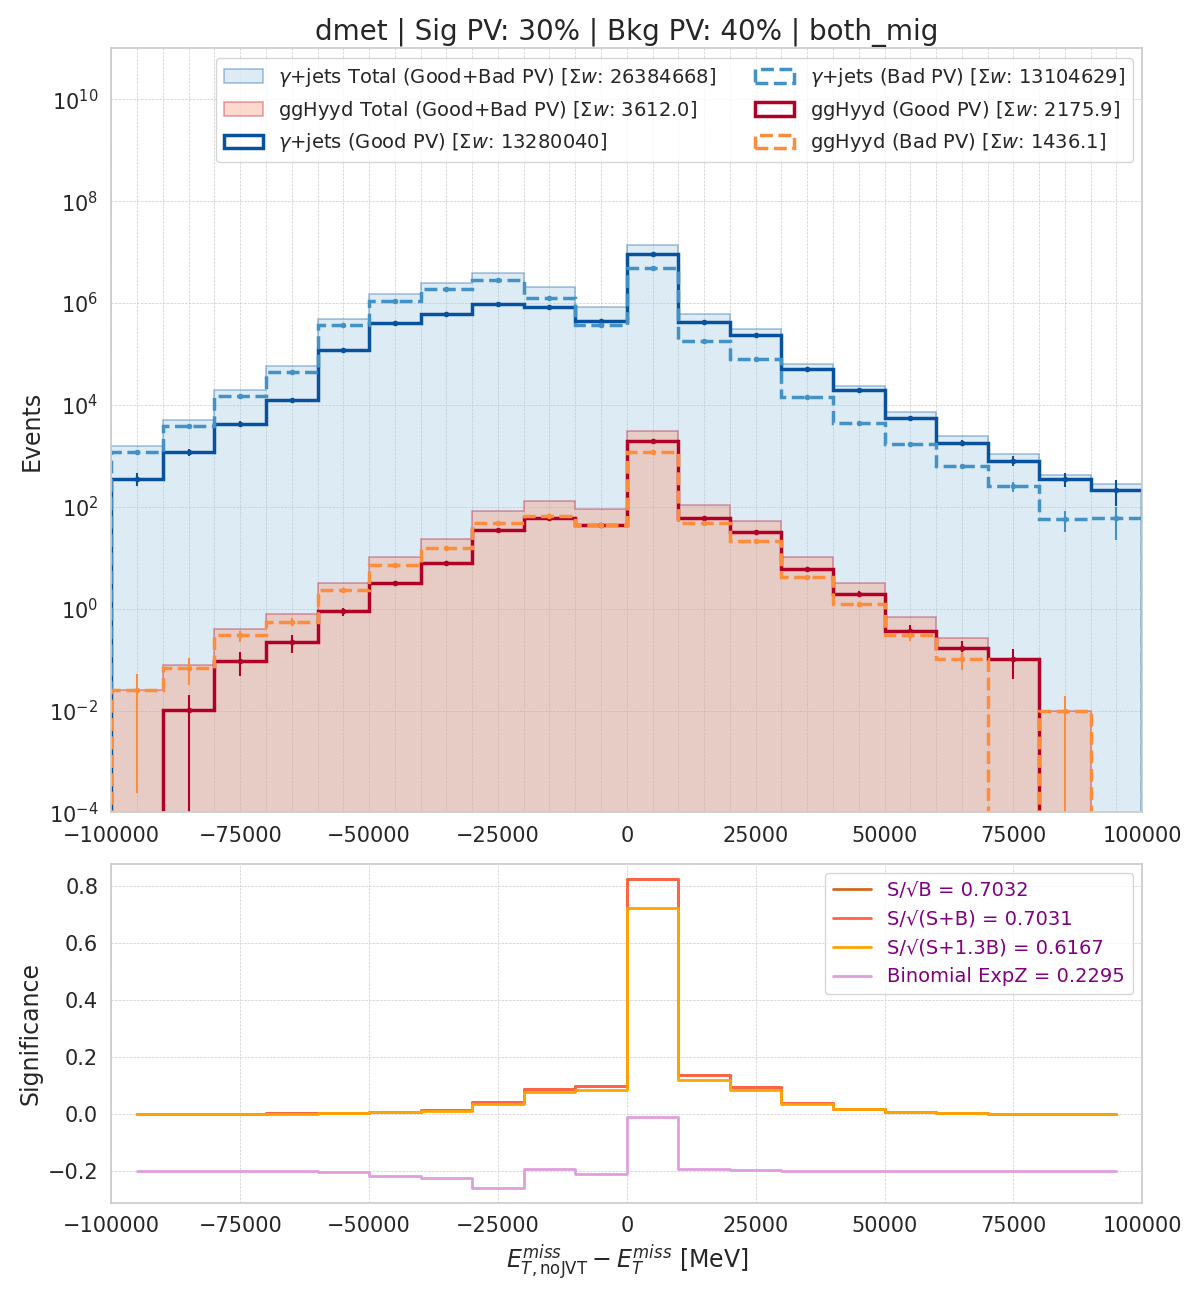 dmet | Sig PV: 30% | Bkg PV: 40% | both_mig
γ+jets Total (Good+Bad PV) [Σw: 26384668]
ggHyyd Total (Good+Bad PV) [Σw: 3612.0]
γ+jets (Good PV) [Σw: 13280040]
γ+jets (Bad PV) [Σw: 13104629]
ggHyyd (Good PV) [Σw: 2175.9]
ggHyyd (Bad PV) [Σw: 1436.1]
Events
10^10
10^8
10^6
10^4
10^2
10^0
10^−2
10^−4
−100000 −75000 −50000 −25000 0 25000 50000 75000 100000
S/√B = 0.7032
S/√(S+B) = 0.7031
S/√(S+1.3B) = 0.6167
Binomial ExpZ = 0.2295
Significance
0.8
0.6
0.4
0.2
0.0
−0.2
−100000 −75000 −50000 −25000 0 25000 50000 75000 100000
E_{T,noJVT}^{miss} − E_T^{miss} [MeV]